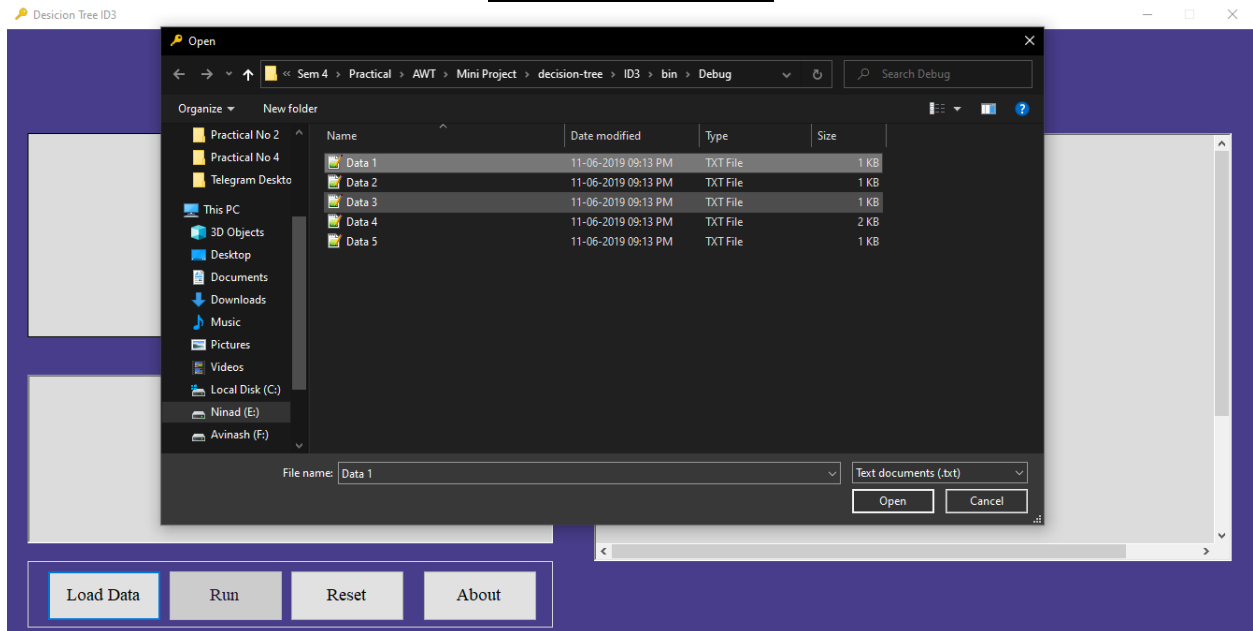 Desicion Tree ID3
Open
« Sem 4 > Practical > AWT > Mini Project > decision-tree > ID3 > bin > Debug
Search Debug
Organize
New folder
Practical No 2
Practical No 4
Telegram Deskto
This PC
3D Objects
Desktop
Documents
Downloads
Music
Pictures
Videos
Local Disk (C:)
Ninad (E:)
Avinash (F:)
Name Date modified Type Size
Data 1 11-06-2019 09:13 PM TXT File 1 KB
Data 2 11-06-2019 09:13 PM TXT File 1 KB
Data 3 11-06-2019 09:13 PM TXT File 1 KB
Data 4 11-06-2019 09:13 PM TXT File 2 KB
Data 5 11-06-2019 09:13 PM TXT File 1 KB
File name: Data 1 Text documents (.txt)
Open Cancel
Load Data Run Reset About